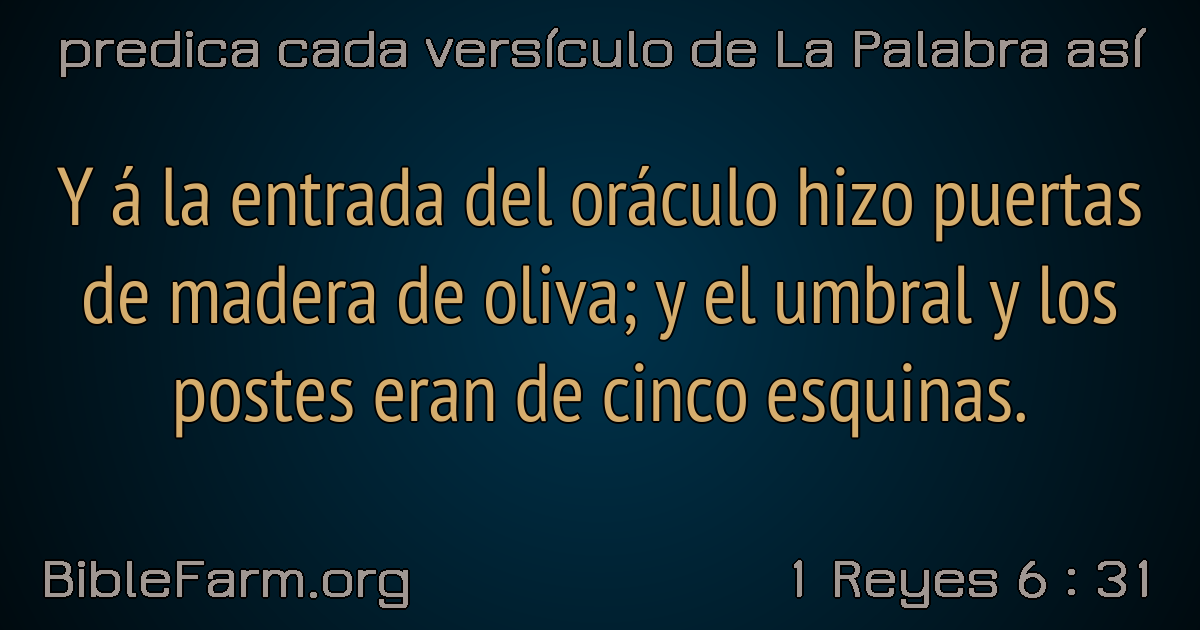 predica cada versículo de La Palabra así
Y á la entrada del oráculo hizo puertas
de madera de oliva; y el umbral y los
postes eran de cinco esquinas.
BibleFarm.org
1 Reyes 6 : 31